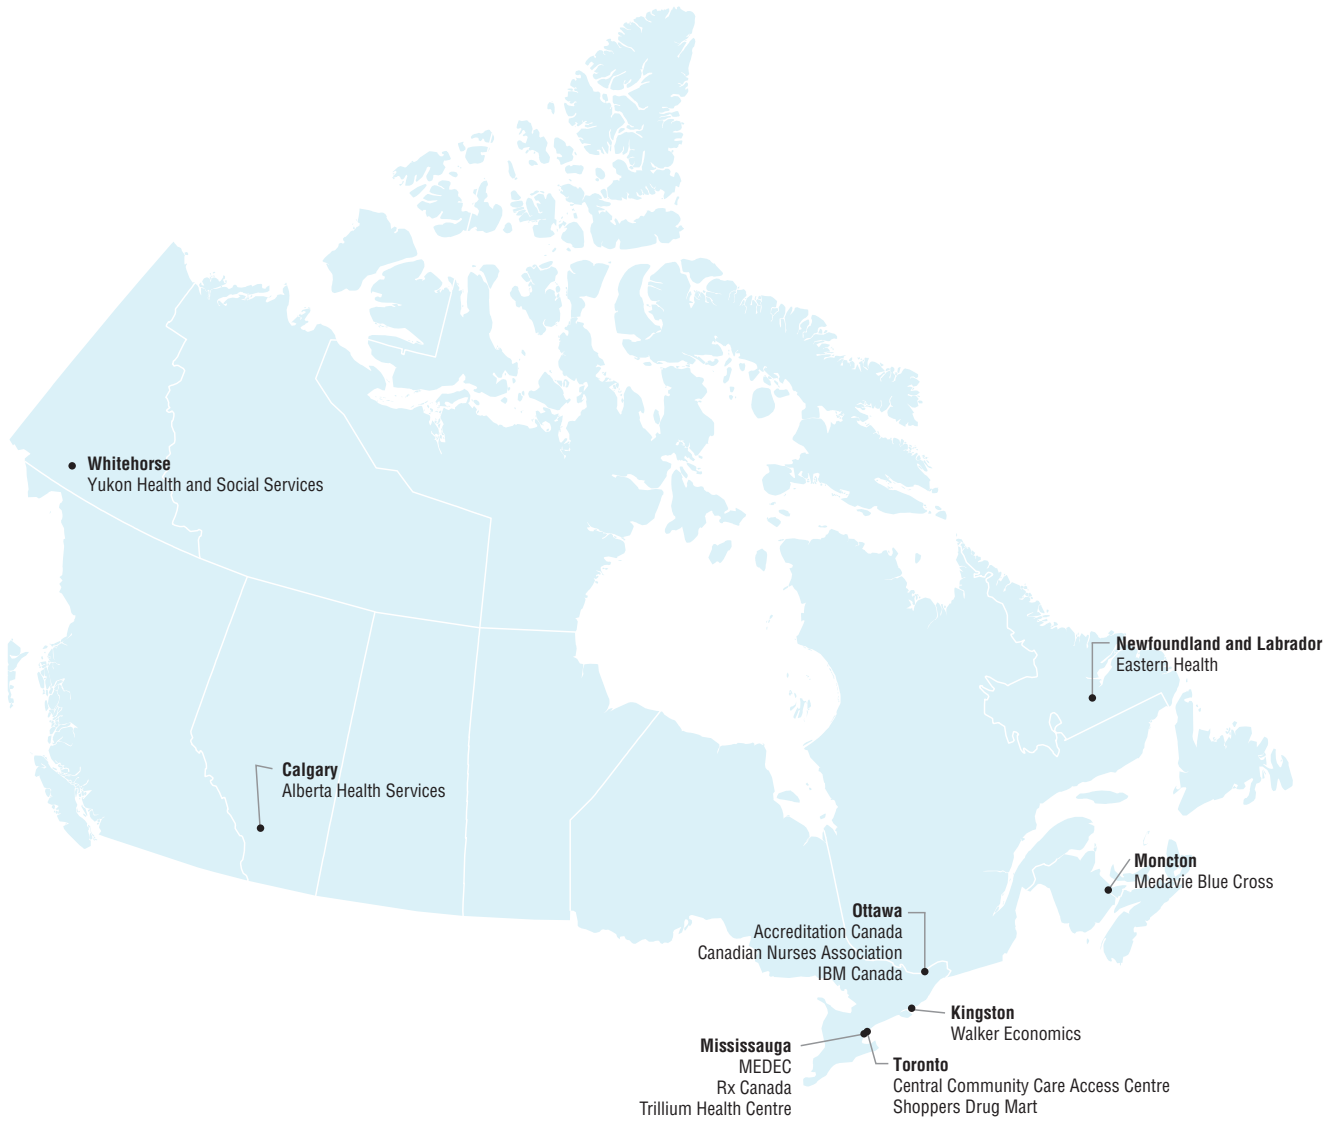 Whitehorse
Yukon Health and Social Services
Newfoundland and Labrador
Eastern Health
Calgary
Alberta Health Services
Moncton
Medavie Blue Cross
Ottawa
Accreditation Canada
Canadian Nurses Association
IBM Canada
Kingston
Walker Economics
Mississauga
MEDEC
Rx Canada
Trillium Health Centre
Toronto
Central Community Care Access Centre
Shoppers Drug Mart